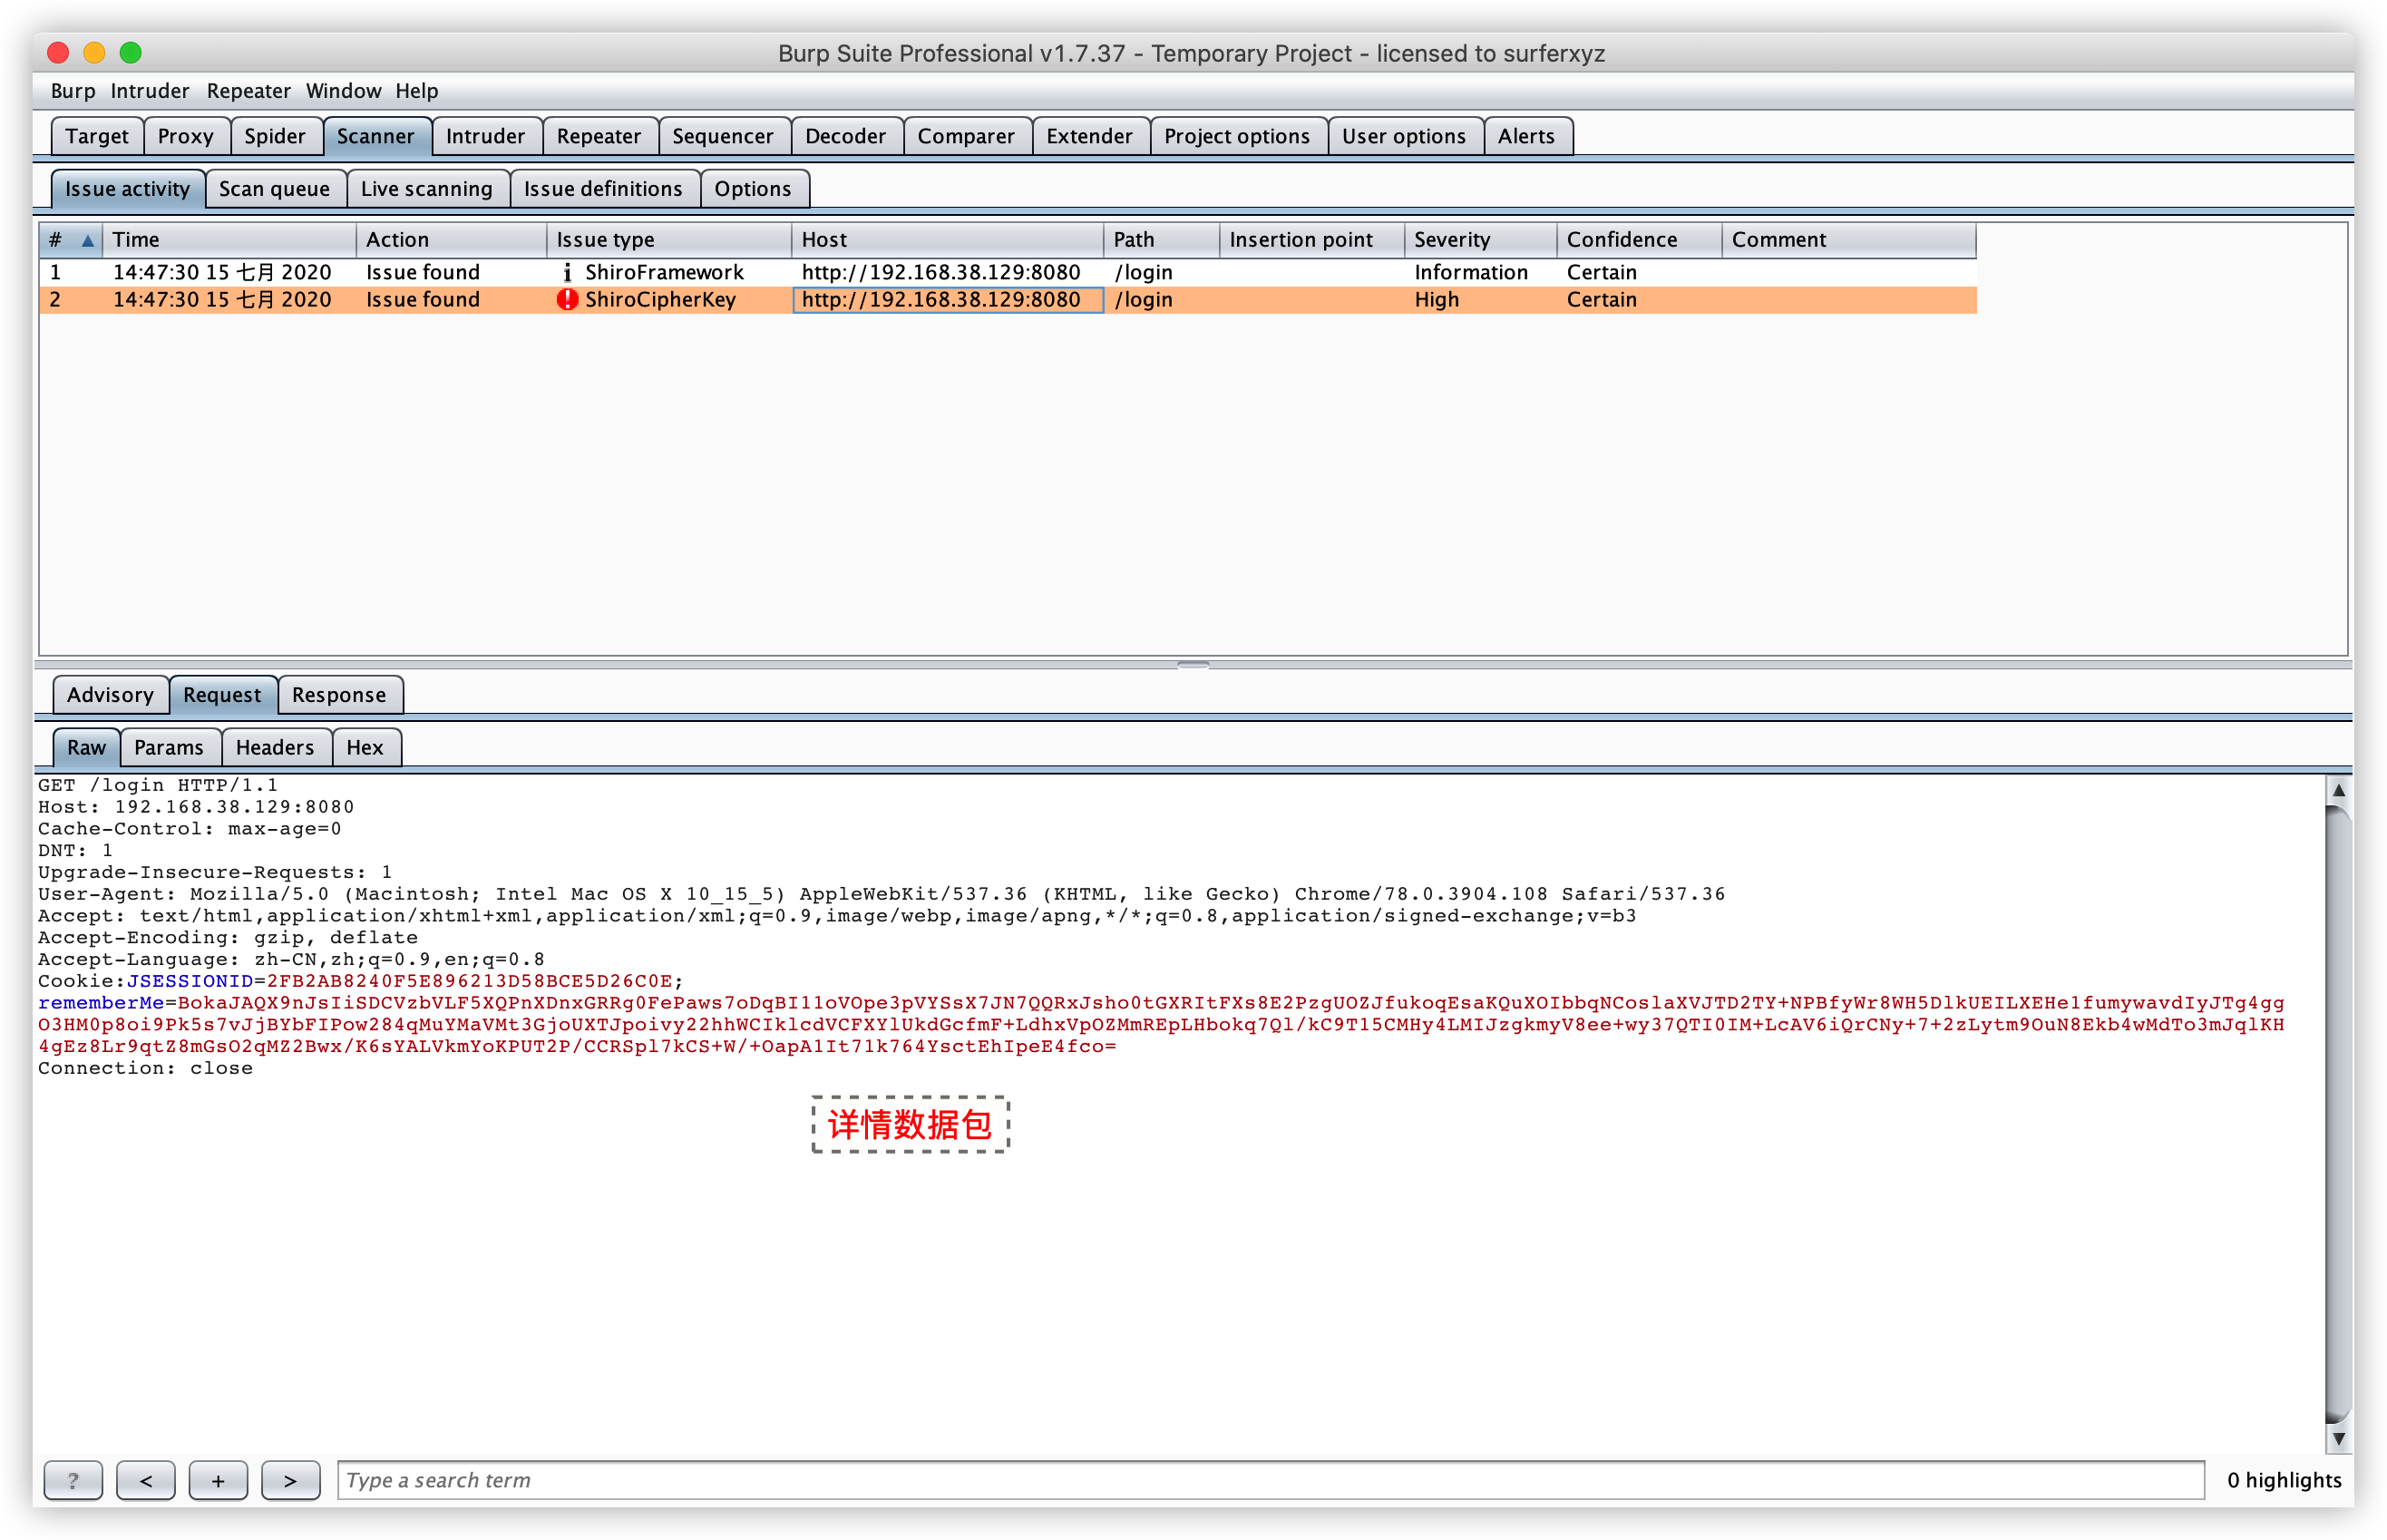 Burp Suite Professional v1.7.37 - Temporary Project - licensed to surferxyz
Burp Intruder Repeater Window Help
Target Proxy Spider Scanner Intruder Repeater Sequencer Decoder Comparer Extender Project options User options Alerts
Issue activity Scan queue Live scanning Issue definitions Options
# Time Action Issue type Host Path Insertion point Severity Confidence Comment
1 14:47:30 15 七月 2020 Issue found ShiroFramework http://192.168.38.129:8080 /login Information Certain
2 14:47:30 15 七月 2020 Issue found ShiroCipherKey http://192.168.38.129:8080 /login High Certain
Advisory Request Response
Raw Params Headers Hex
GET /login HTTP/1.1
Host: 192.168.38.129:8080
Cache-Control: max-age=0
DNT: 1
Upgrade-Insecure-Requests: 1
User-Agent: Mozilla/5.0 (Macintosh; Intel Mac OS X 10_15_5) AppleWebKit/537.36 (KHTML, like Gecko) Chrome/78.0.3904.108 Safari/537.36
Accept: text/html,application/xhtml+xml,application/xml;q=0.9,image/webp,image/apng,*/*;q=0.8,application/signed-exchange;v=b3
Accept-Encoding: gzip, deflate
Accept-Language: zh-CN,zh;q=0.9,en;q=0.8
Cookie:JSESSIONID=2FB2AB8240F5E896213D58BCE5D26C0E;
rememberMe=BokaJAQX9nJsIiSDCVzbVLF5XQPnXDnxGRRg0FePaws7oDqBI11oVOpe3pVYSsX7JN7QQRxJsho0tGXRItFXs8E2PzgUOZJfukoqEsaKQuXOIbbqNCoslaXVJTD2TY+NPBfyWr8WH5DlkUEILXEHe1fumywavdIyJTg4gg
O3HM0p8oi9Pk5s7vJjBYbFIPow284qMuYMaVMt3GjoUXTJpoivy22hhWCIklcdVCFXYlUkdGcfmF+LdhxVpOZMmREpLHbokq7Ql/kC9T15CMHy4LMIJzgkmyV8ee+wy37QTI0IM+LcAV6iQrCNy+7+2zLytm9OuN8Ekb4wMdTo3mJqlKH
4gEz8Lr9qtZ8mGsO2qMZ2Bwx/K6sYALVkmYoKPUT2P/CCRSpl7kCS+W/+OapA1It71k764YsctEhIpeE4fco=
Connection: close
详情数据包
? < + > Type a search term 0 highlights